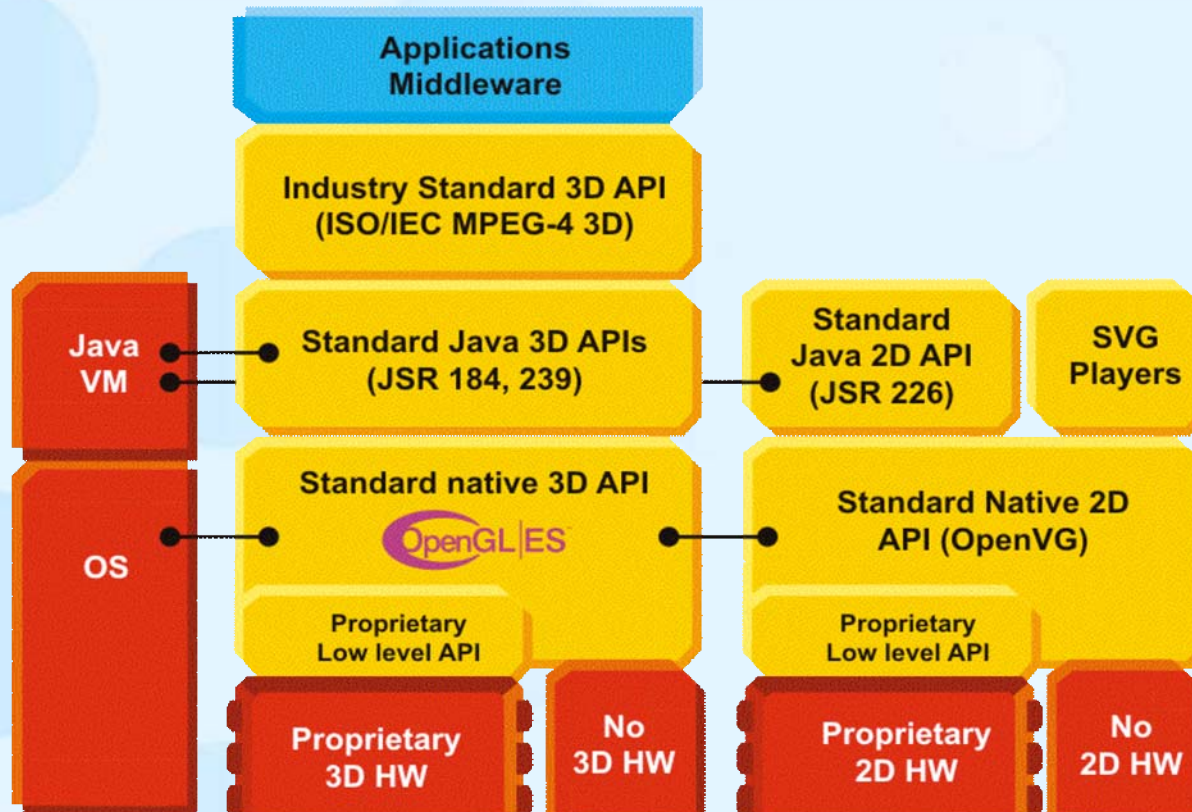 Applications
Middleware
Industry Standard 3D API
(ISO/IEC MPEG-4 3D)
Java
VM
Standard Java 3D APIs
(JSR 184, 239)
Standard
Java 2D API
(JSR 226)
SVG
Players
OS
Standard native 3D API
OpenGL|ES™
Standard Native 2D
API (OpenVG)
Proprietary
Low level API
Proprietary
Low level API
Proprietary
3D HW
No
3D HW
Proprietary
2D HW
No
2D HW